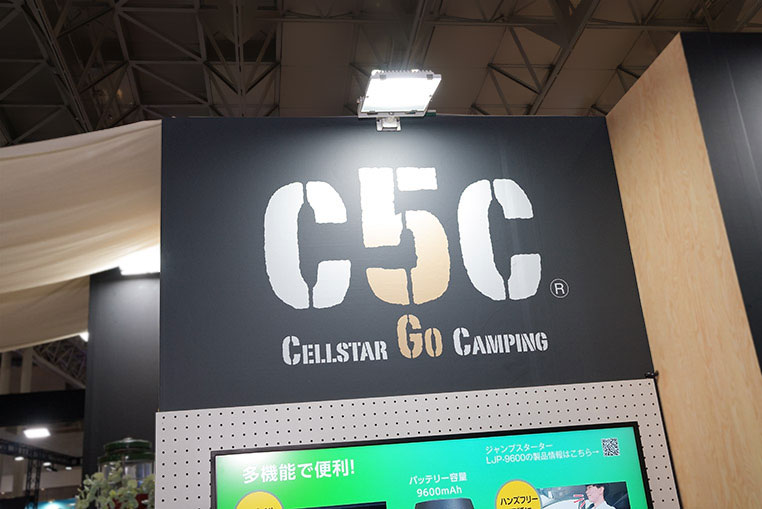 C5C®
CELLSTAR GO CAMPING
多機能で便利!
ジャンプスターター
LJP-9600の製品情報はこちら→
バッテリー容量
9600mAh
ハンズフリー